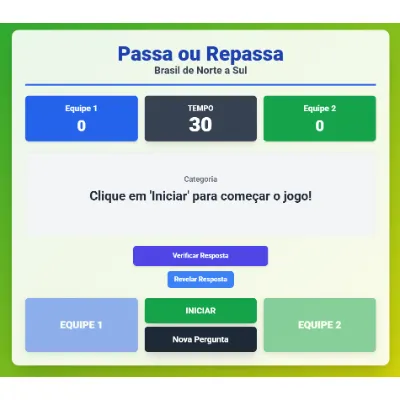 Passa ou Repassa
Brasil de Norte a Sul
Equipe 1
0
TEMPO
30
Equipe 2
0
Categoria
Clique em 'Iniciar' para começar o jogo!
Verificar Resposta
Revelar Resposta
EQUIPE 1
INICIAR
Nova Pergunta
EQUIPE 2